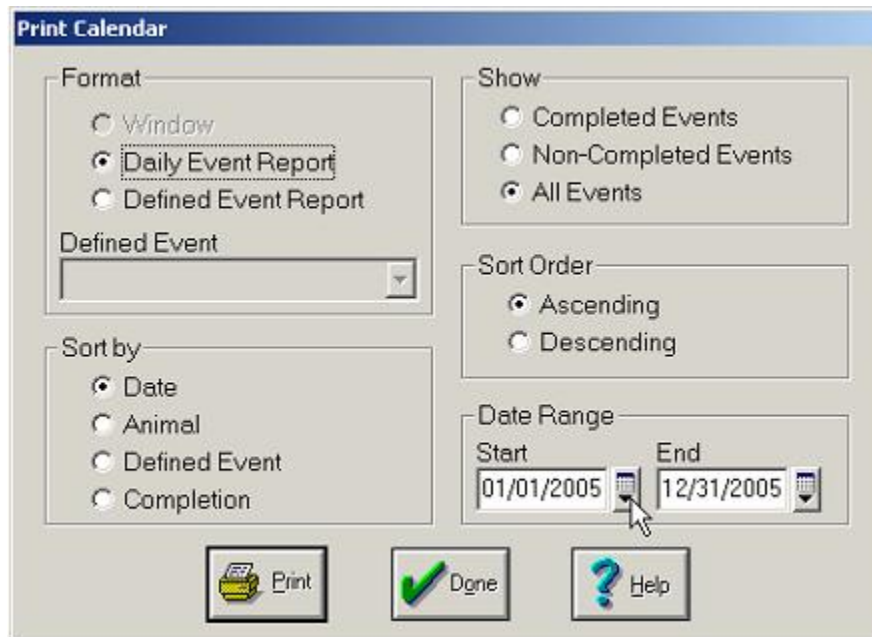 Print Calendar
Format
Window
Daily Event Report
Defined Event Report
Defined Event
Sort by
Date
Animal
Defined Event
Completion
Show
Completed Events
Non-Completed Events
All Events
Sort Order
Ascending
Descending
Date Range
Start End
01/01/2005 12/31/2005
Print Done Help